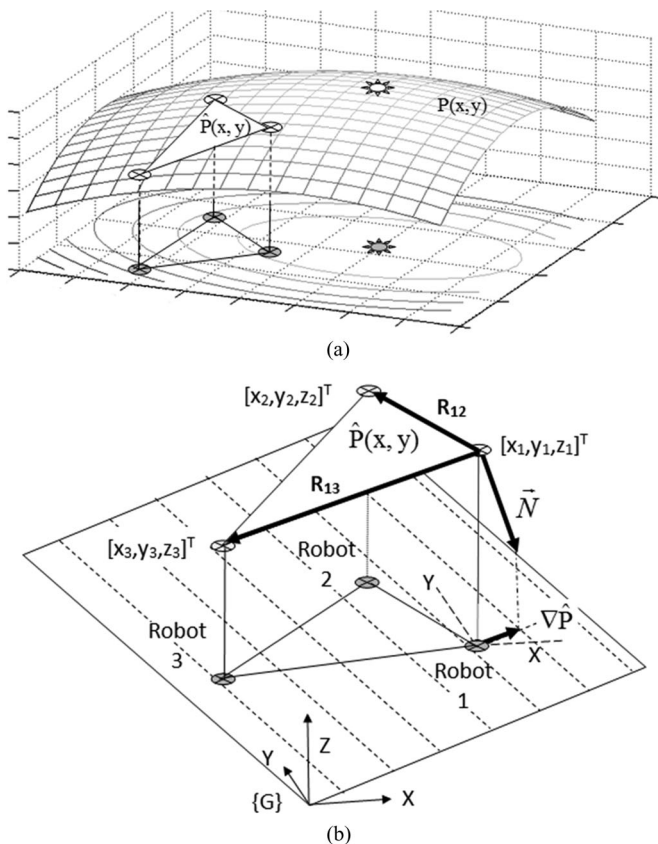 P(x,y)
P̂(x, y)
(a)
[x₂,y₂,z₂]ᵀ
R₁₂
P̂(x, y)
[x₁,y₁,z₁]ᵀ
R₁₃
N⃗
[x₃,y₃,z₃]ᵀ
Robot
2
Y
∇P̂
Robot
3
X
Robot
1
Z
Y
{G}
X
(b)